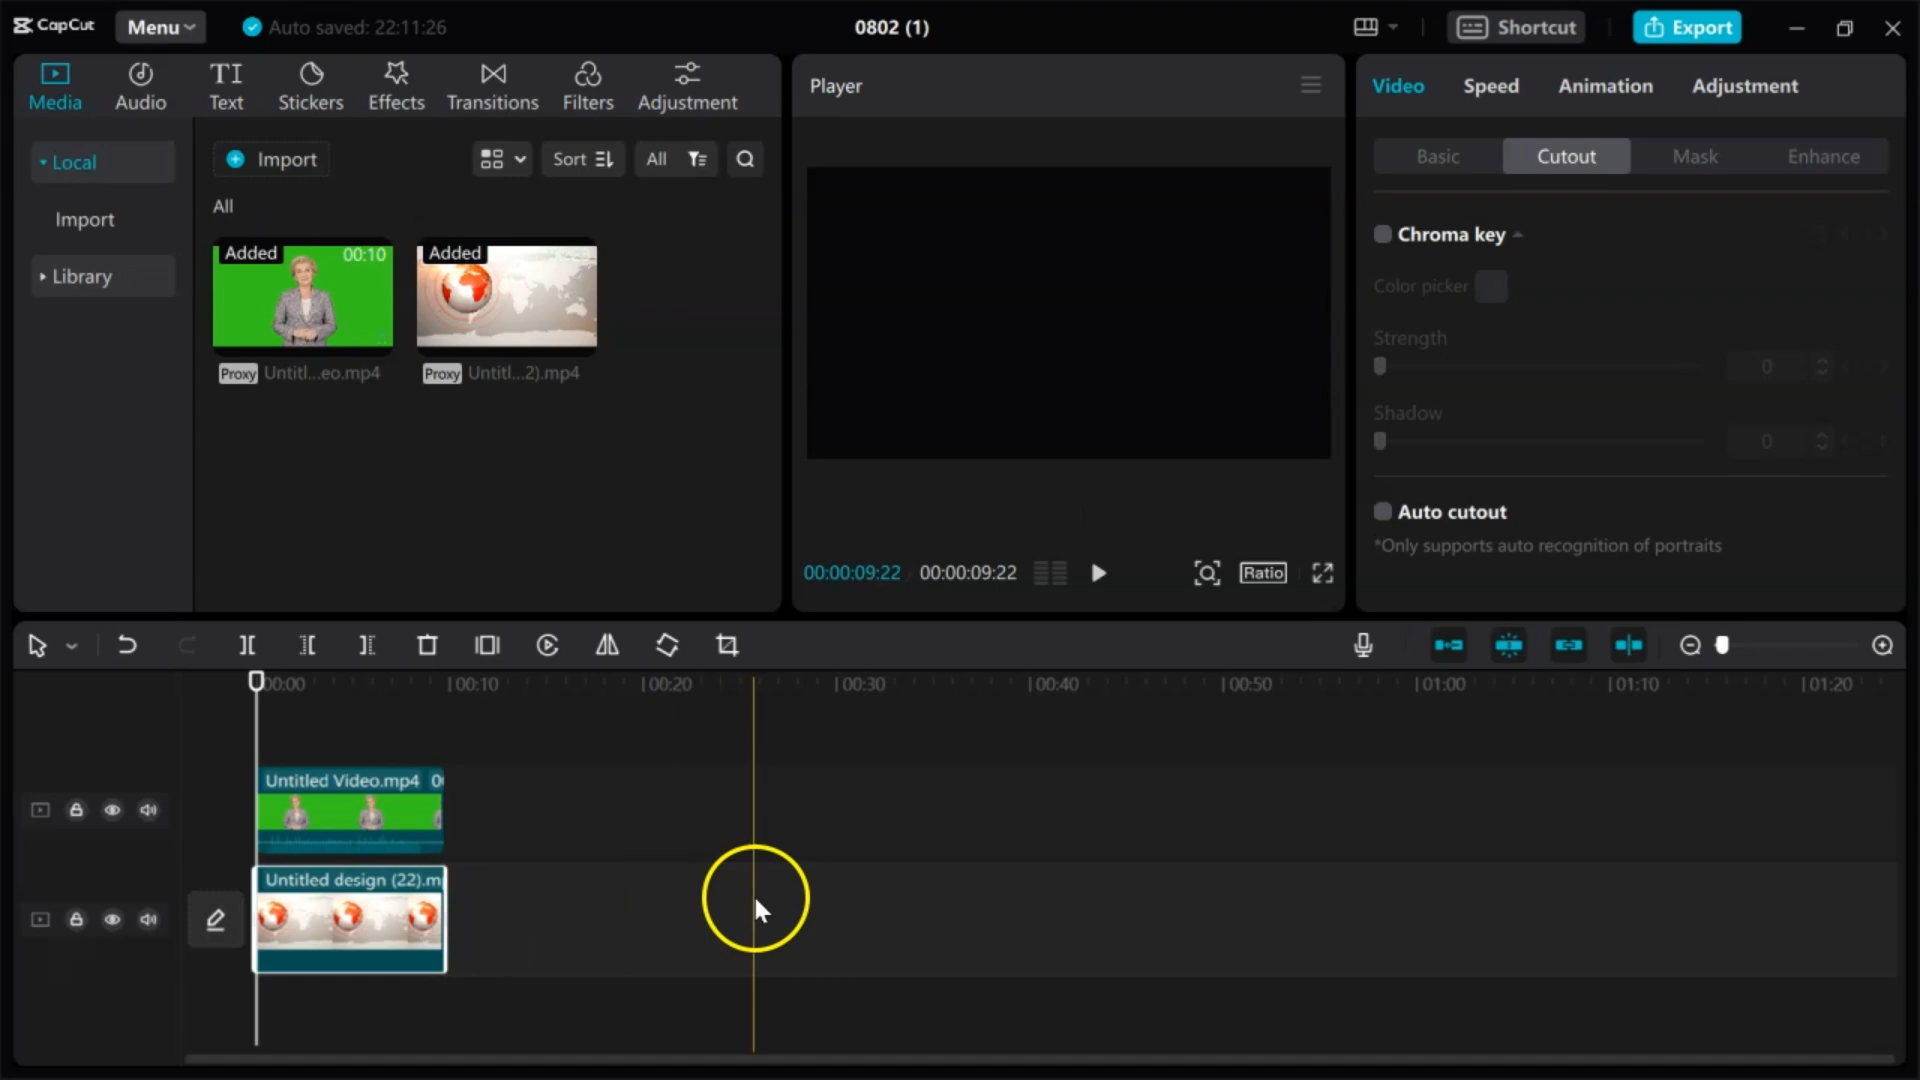 CapCut
Menu
Auto saved: 22:11:26
0802 (1)
Shortcut
Export
Media
Audio
TI
Text
Stickers
Effects
Transitions
Filters
Adjustment
Local
Import
Library
Import
Sort
All
All
Added
00:10
Added
Proxy
Untitl...eo.mp4
Proxy
Untitl...2).mp4
Player
00:00:09:22
00:00:09:22
Ratio
Video
Speed
Animation
Adjustment
Basic
Cutout
Mask
Enhance
Chroma key
Color picker
Strength
0
Shadow
0
Auto cutout
*Only supports auto recognition of portraits
00:00
00:10
00:20
00:30
00:40
00:50
01:00
01:10
01:20
Untitled Video.mp4
Untitled design (22).m